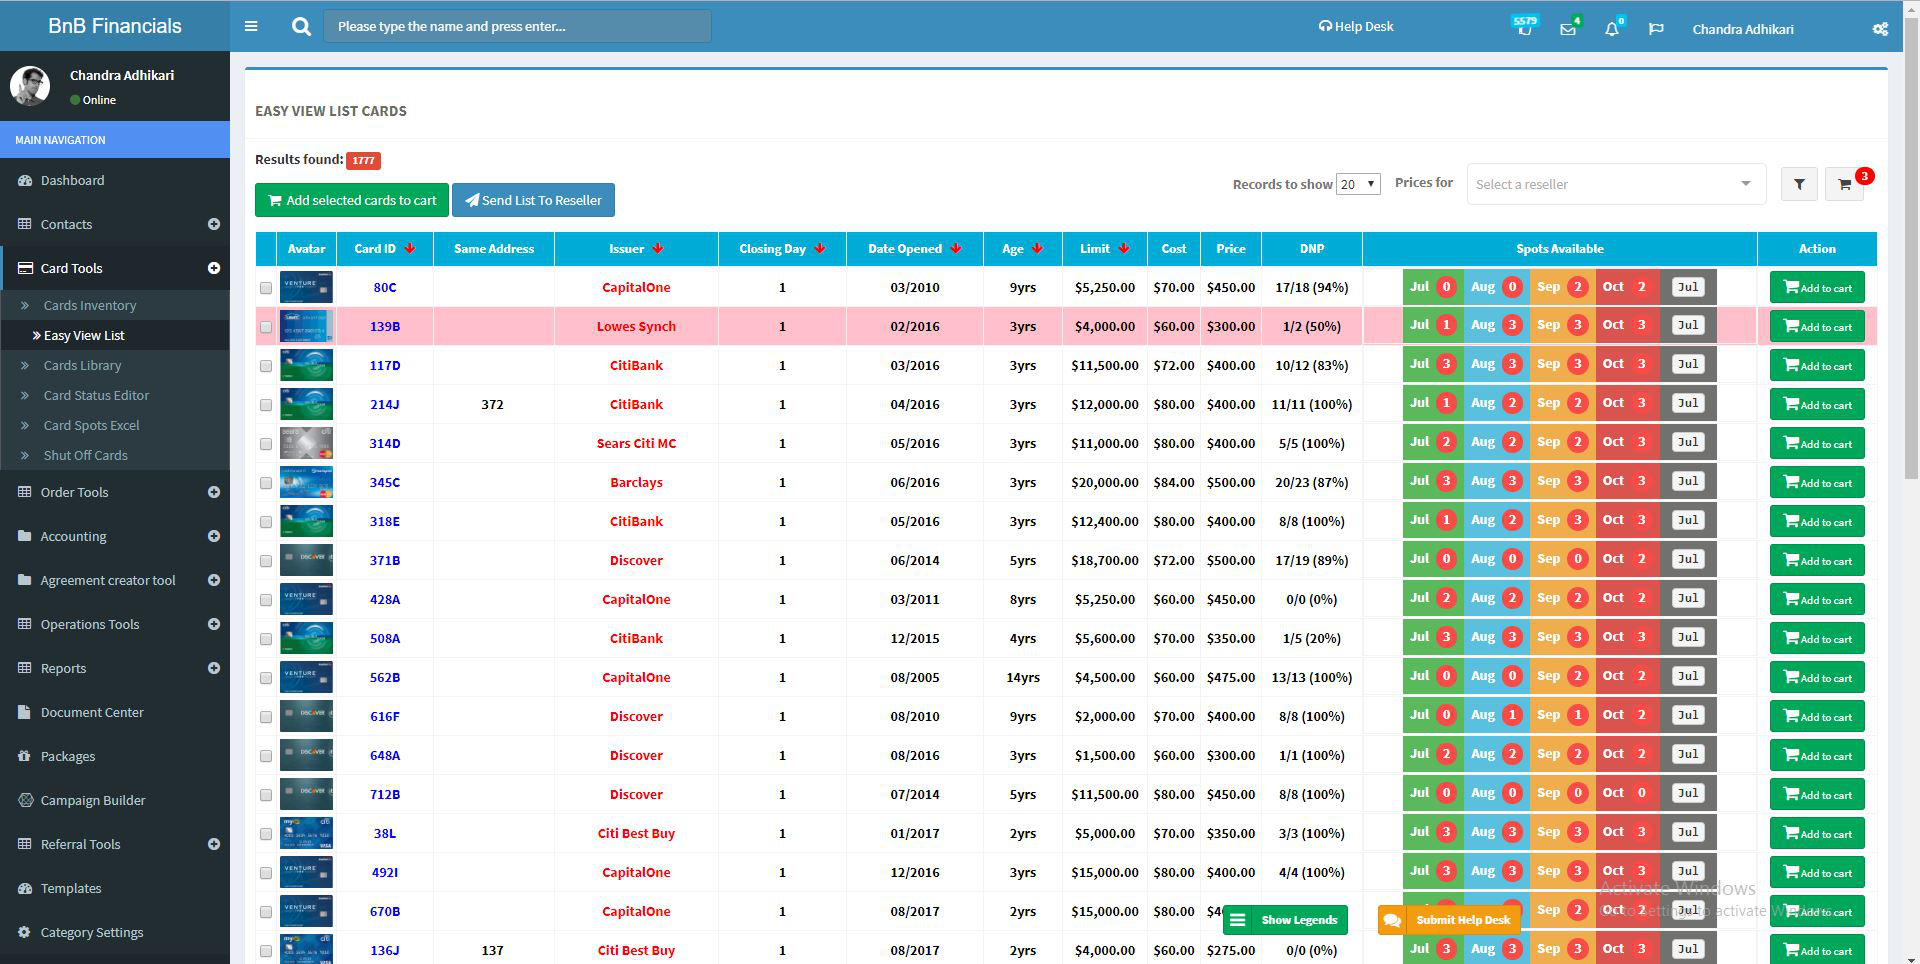 BnB Financials
Please type the name and press enter...
Help Desk
5579
4
0
Chandra Adhikari
Chandra Adhikari
Online
MAIN NAVIGATION
Dashboard
Contacts
Card Tools
Cards Inventory
Easy View List
Cards Library
Card Status Editor
Card Spots Excel
Shut Off Cards
Order Tools
Accounting
Agreement creator tool
Operations Tools
Reports
Document Center
Packages
Campaign Builder
Referral Tools
Templates
Category Settings
EASY VIEW LIST CARDS
Results found: 1777
Add selected cards to cart Send List To Reseller
Records to show 20 Prices for Select a reseller 3
Avatar Card ID Same Address Issuer Closing Day Date Opened Age Limit Cost Price DNP Spots Available Action
80C CapitalOne 1 03/2010 9yrs $5,250.00 $70.00 $450.00 17/18 (94%) Jul 0 Aug 0 Sep 2 Oct 2 Jul Add to cart
139B Lowes Synch 1 02/2016 3yrs $4,000.00 $60.00 $300.00 1/2 (50%) Jul 1 Aug 3 Sep 3 Oct 3 Jul Add to cart
117D CitiBank 1 03/2016 3yrs $11,500.00 $72.00 $400.00 10/12 (83%) Jul 3 Aug 3 Sep 3 Oct 3 Jul Add to cart
214J 372 CitiBank 1 04/2016 3yrs $12,000.00 $80.00 $400.00 11/11 (100%) Jul 1 Aug 2 Sep 2 Oct 3 Jul Add to cart
314D Sears Citi MC 1 05/2016 3yrs $11,000.00 $80.00 $400.00 5/5 (100%) Jul 2 Aug 2 Sep 2 Oct 3 Jul Add to cart
345C Barclays 1 06/2016 3yrs $20,000.00 $84.00 $500.00 20/23 (87%) Jul 3 Aug 3 Sep 3 Oct 3 Jul Add to cart
318E CitiBank 1 05/2016 3yrs $12,400.00 $80.00 $400.00 8/8 (100%) Jul 1 Aug 2 Sep 3 Oct 3 Jul Add to cart
371B Discover 1 06/2014 5yrs $18,700.00 $72.00 $500.00 17/19 (89%) Jul 0 Aug 0 Sep 0 Oct 2 Jul Add to cart
VENTURE 428A CapitalOne 1 03/2011 8yrs $5,250.00 $60.00 $450.00 0/0 (0%) Jul 2 Aug 2 Sep 2 Oct 2 Jul Add to cart
508A CitiBank 1 12/2015 4yrs $5,600.00 $70.00 $350.00 1/5 (20%) Jul 3 Aug 3 Sep 3 Oct 3 Jul Add to cart
VENTURE 562B CapitalOne 1 08/2005 14yrs $4,500.00 $60.00 $475.00 13/13 (100%) Jul 0 Aug 0 Sep 2 Oct 2 Jul Add to cart
616F Discover 1 08/2010 9yrs $2,000.00 $70.00 $400.00 8/8 (100%) Jul 0 Aug 1 Sep 1 Oct 2 Jul Add to cart
648A Discover 1 08/2016 3yrs $1,500.00 $60.00 $300.00 1/1 (100%) Jul 2 Aug 2 Sep 2 Oct 2 Jul Add to cart
712B Discover 1 07/2014 5yrs $11,500.00 $80.00 $450.00 8/8 (100%) Jul 0 Aug 0 Sep 0 Oct 0 Jul Add to cart
38L Citi Best Buy 1 01/2017 2yrs $5,000.00 $70.00 $350.00 3/3 (100%) Jul 3 Aug 3 Sep 3 Oct 3 Jul Add to cart
VENTURE 492I CapitalOne 1 12/2016 3yrs $15,000.00 $80.00 $400.00 4/4 (100%) Jul 3 Aug 3 Sep 3 Oct 3 Jul Add to cart
VENTURE 670B CapitalOne 1 08/2017 2yrs $15,000.00 $80.00 Sep 2 Oct 2 Jul Add to cart
136J 137 Citi Best Buy 1 08/2017 2yrs $4,000.00 $60.00 $275.00 0/0 (0%) Jul 3 Aug 3 Sep 3 Oct 3 Jul Add to cart
Show Legends
Submit Help Desk
Activate Windows